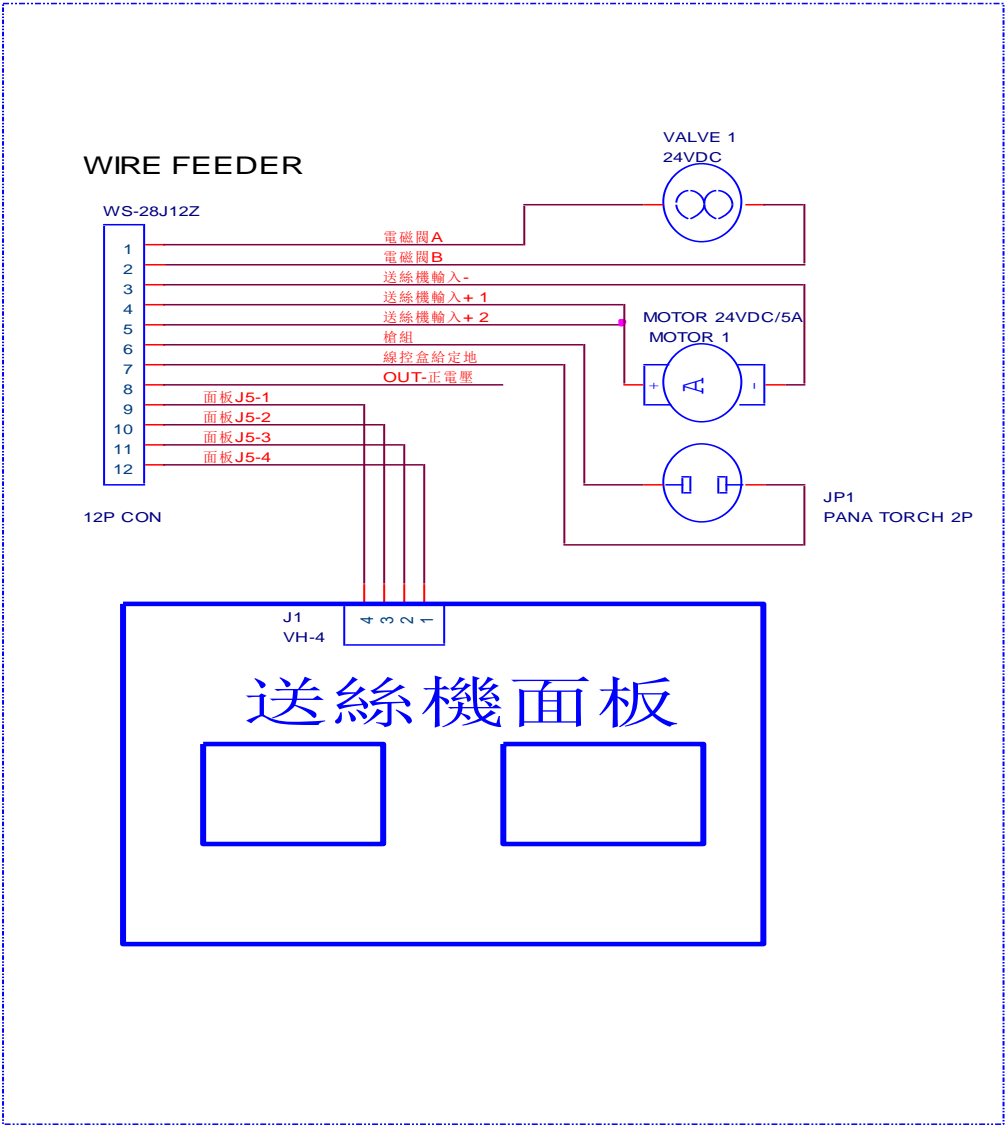 VALVE 1
24VDC
WIRE FEEDER
WS-28J12Z
1
電磁閥A
2
電磁閥B
3
送絲機輸入-
4
送絲機輸入+ 1
5
送絲機輸入+ 2
MOTOR 24VDC/5A
MOTOR 1
6
槍組
7
線控盒給定地
8
OUT-正電壓
+
A
-
9
面板J5-1
10
面板J5-2
11
面板J5-3
12
面板J5-4
JP1
PANA TORCH 2P
12P CON
J1
VH-4
4
3
2
1
送絲機面板